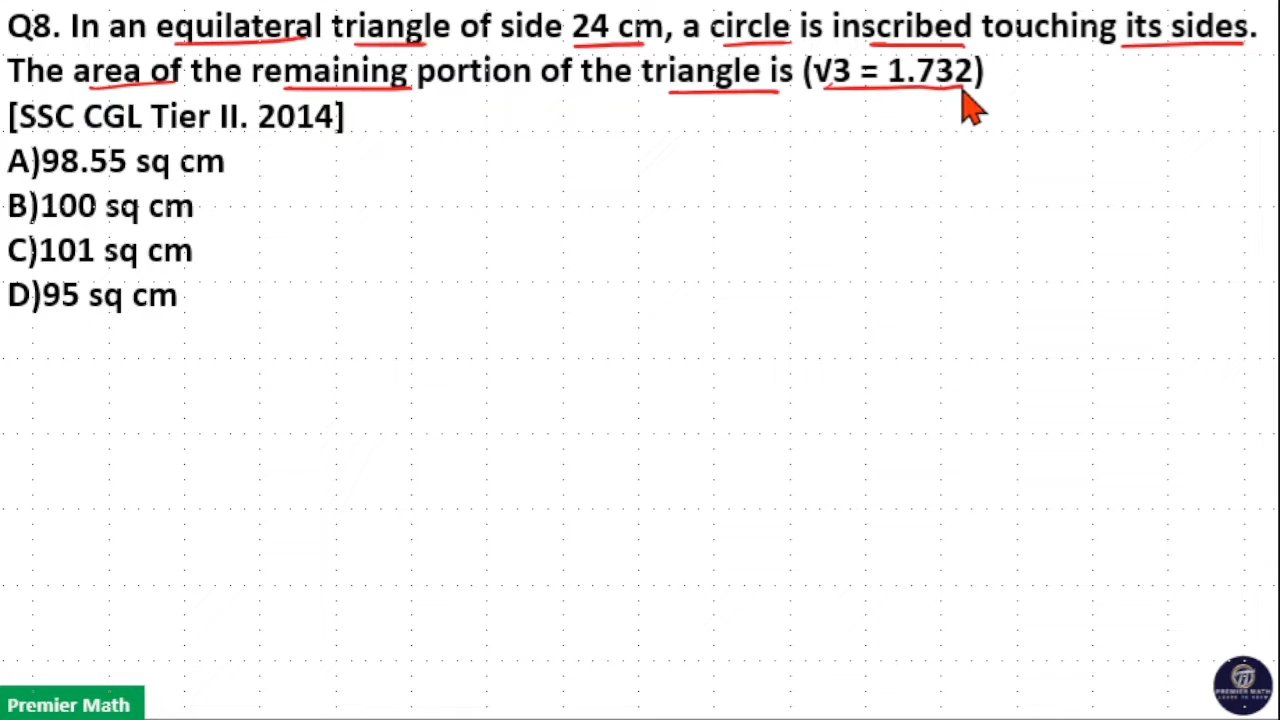 Q8. In an equilateral triangle of side 24 cm, a circle is inscribed touching its sides.
The area of the remaining portion of the triangle is (√3 = 1.732)
[SSC CGL Tier II. 2014]
A)98.55 sq cm
B)100 sq cm
C)101 sq cm
D)95 sq cm
Premier Math
PREMIER MATH